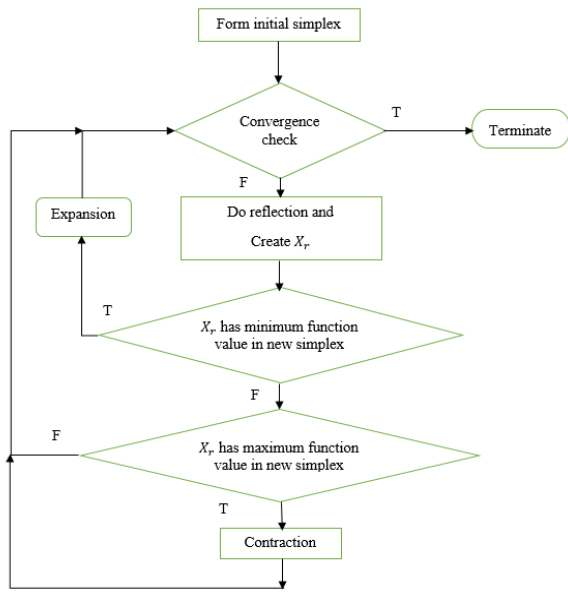 Form initial simplex
T
Convergence
check
Terminate
F
Do reflection and
Create Xᵣ
Expansion
T
Xᵣ has minimum function
value in new simplex
F
F
Xᵣ has maximum function
value in new simplex
T
Contraction